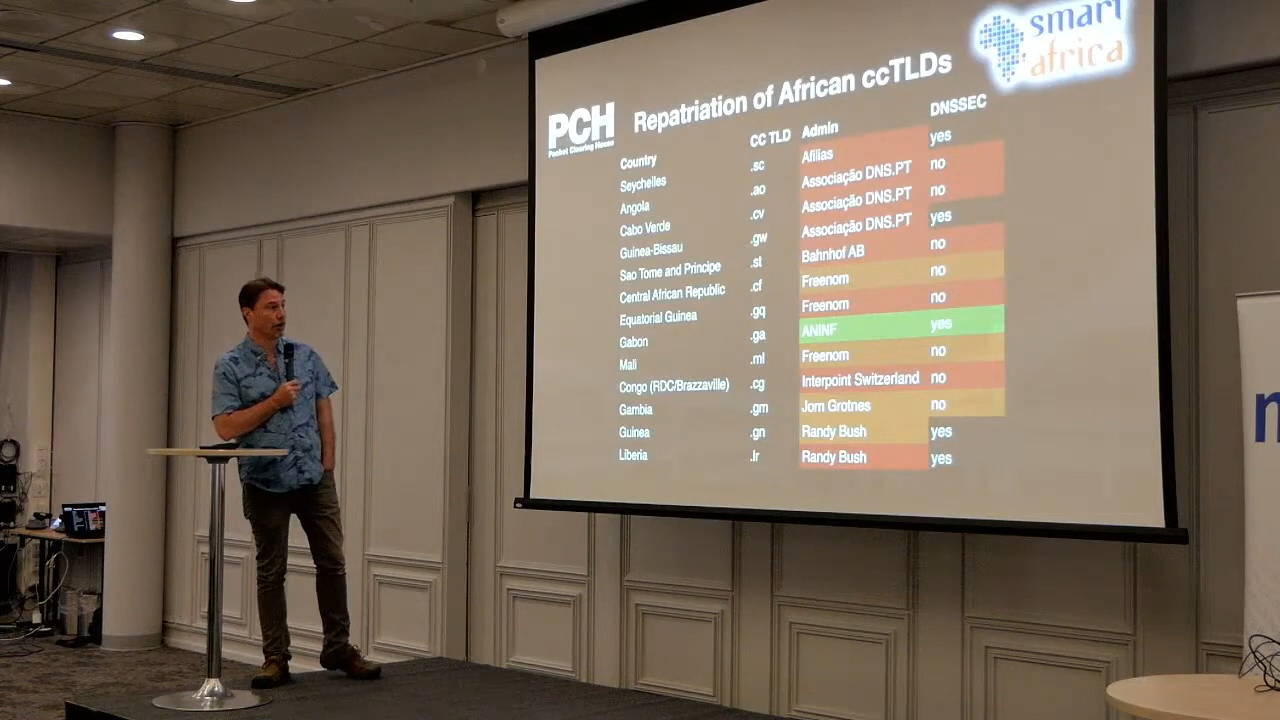 smart
africa
PCH
Packet Clearing House
Repatriation of African ccTLDs
Country CC TLD Admin DNSSEC
Seychelles .sc Afilias yes
Angola .ao Associação DNS.PT no
Cabo Verde .cv Associação DNS.PT no
Guinea-Bissau .gw Associação DNS.PT yes
Sao Tome and Principe .st Bahnhof AB no
Central African Republic .cf Freenom no
Equatorial Guinea .gq Freenom no
Gabon .ga ANINF yes
Mali .ml Freenom no
Congo (RDC/Brazzaville) .cg Interpoint Switzerland no
Gambia .gm Jorn Grotnes no
Guinea .gn Randy Bush yes
Liberia .lr Randy Bush yes